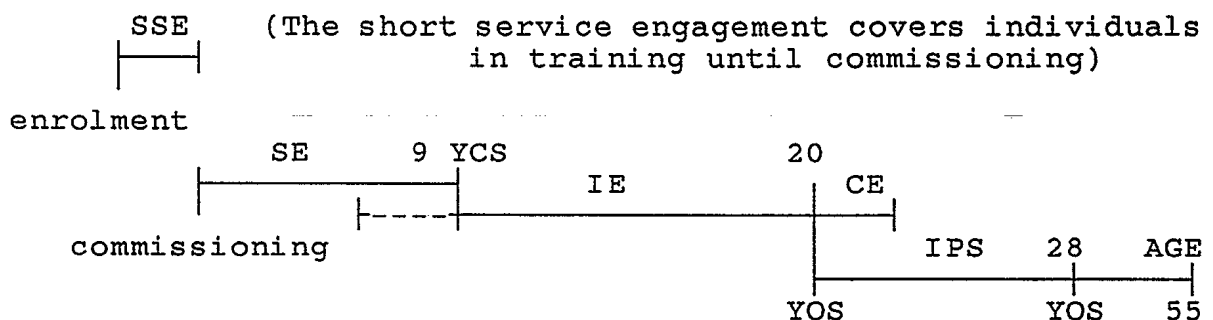 SSE (The short service engagement covers individuals
in training until commissioning)
enrolment
SE 9 YCS 20
IE CE
commissioning IPS 28 AGE
YOS YOS 55